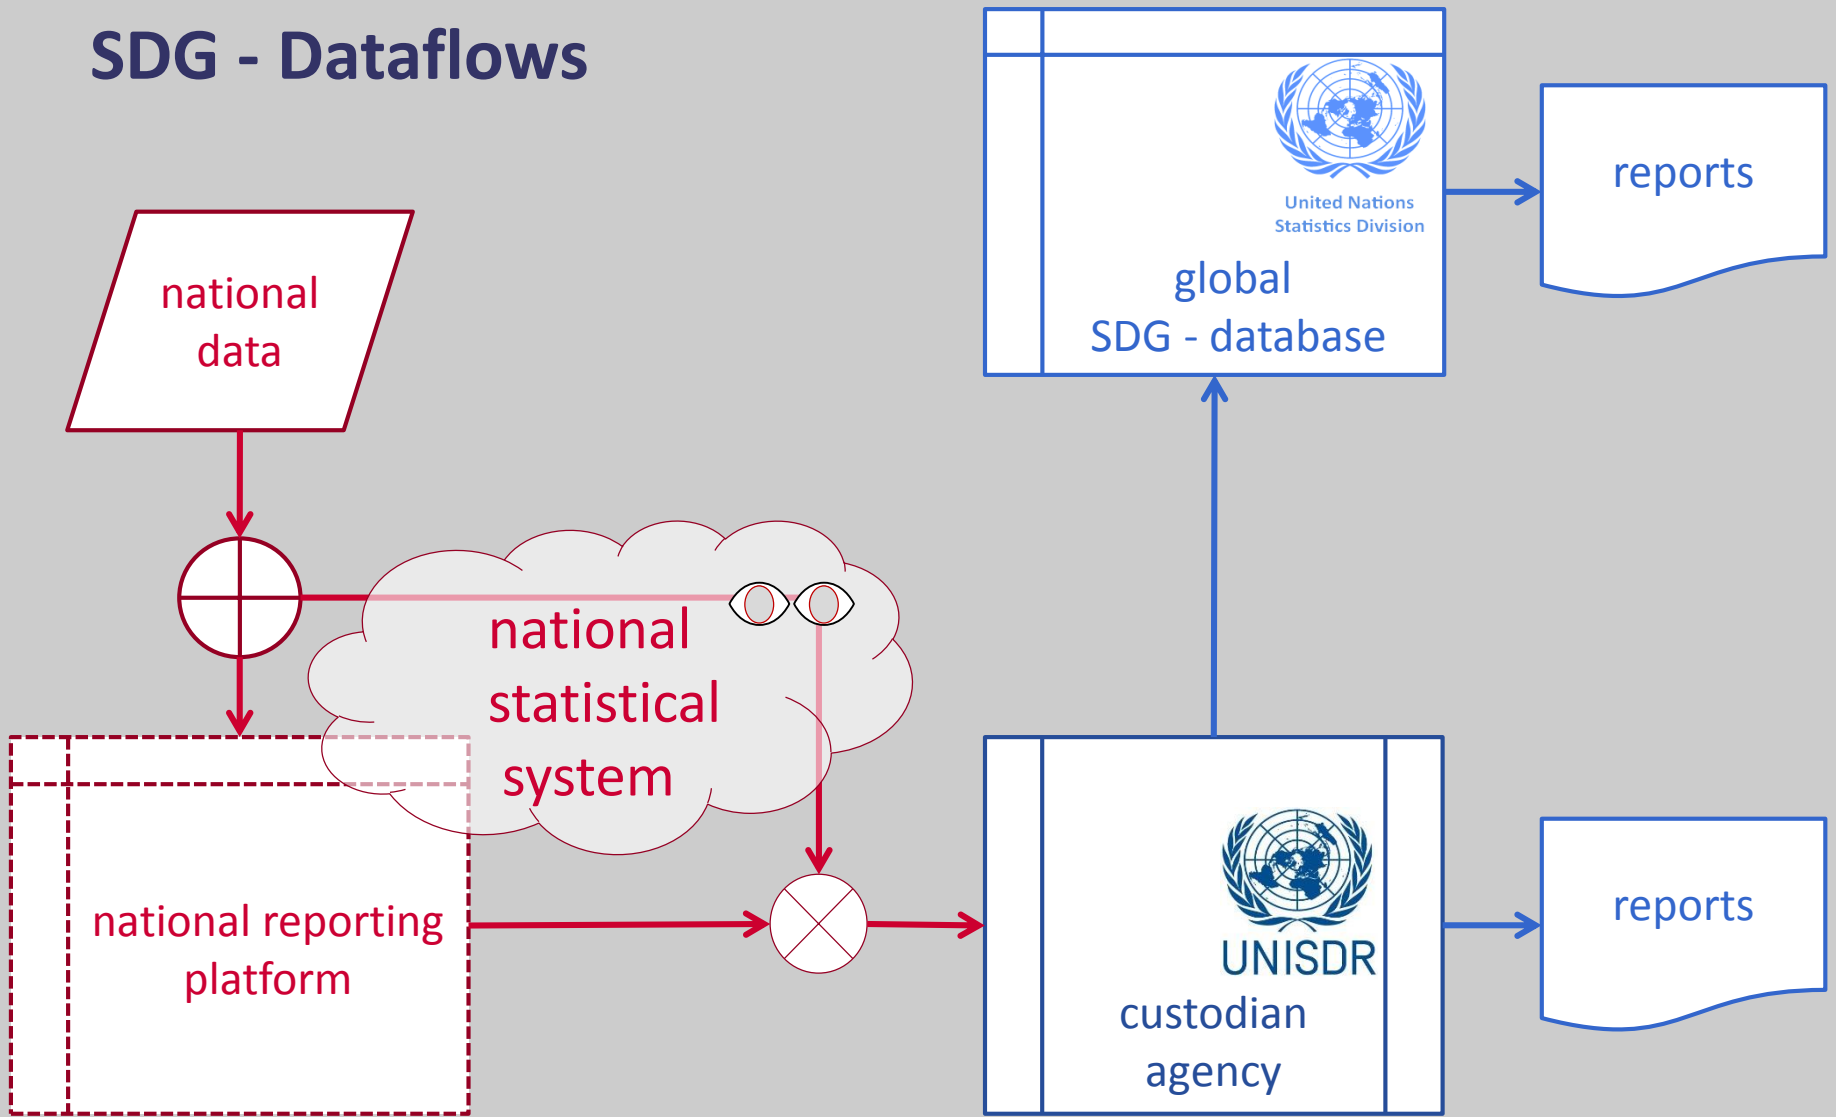 SDG - Dataflows
United Nations
Statistics Division
global
SDG - database
reports
national
data
national
statistical
system
national reporting
platform
UNISDR
custodian
agency
reports